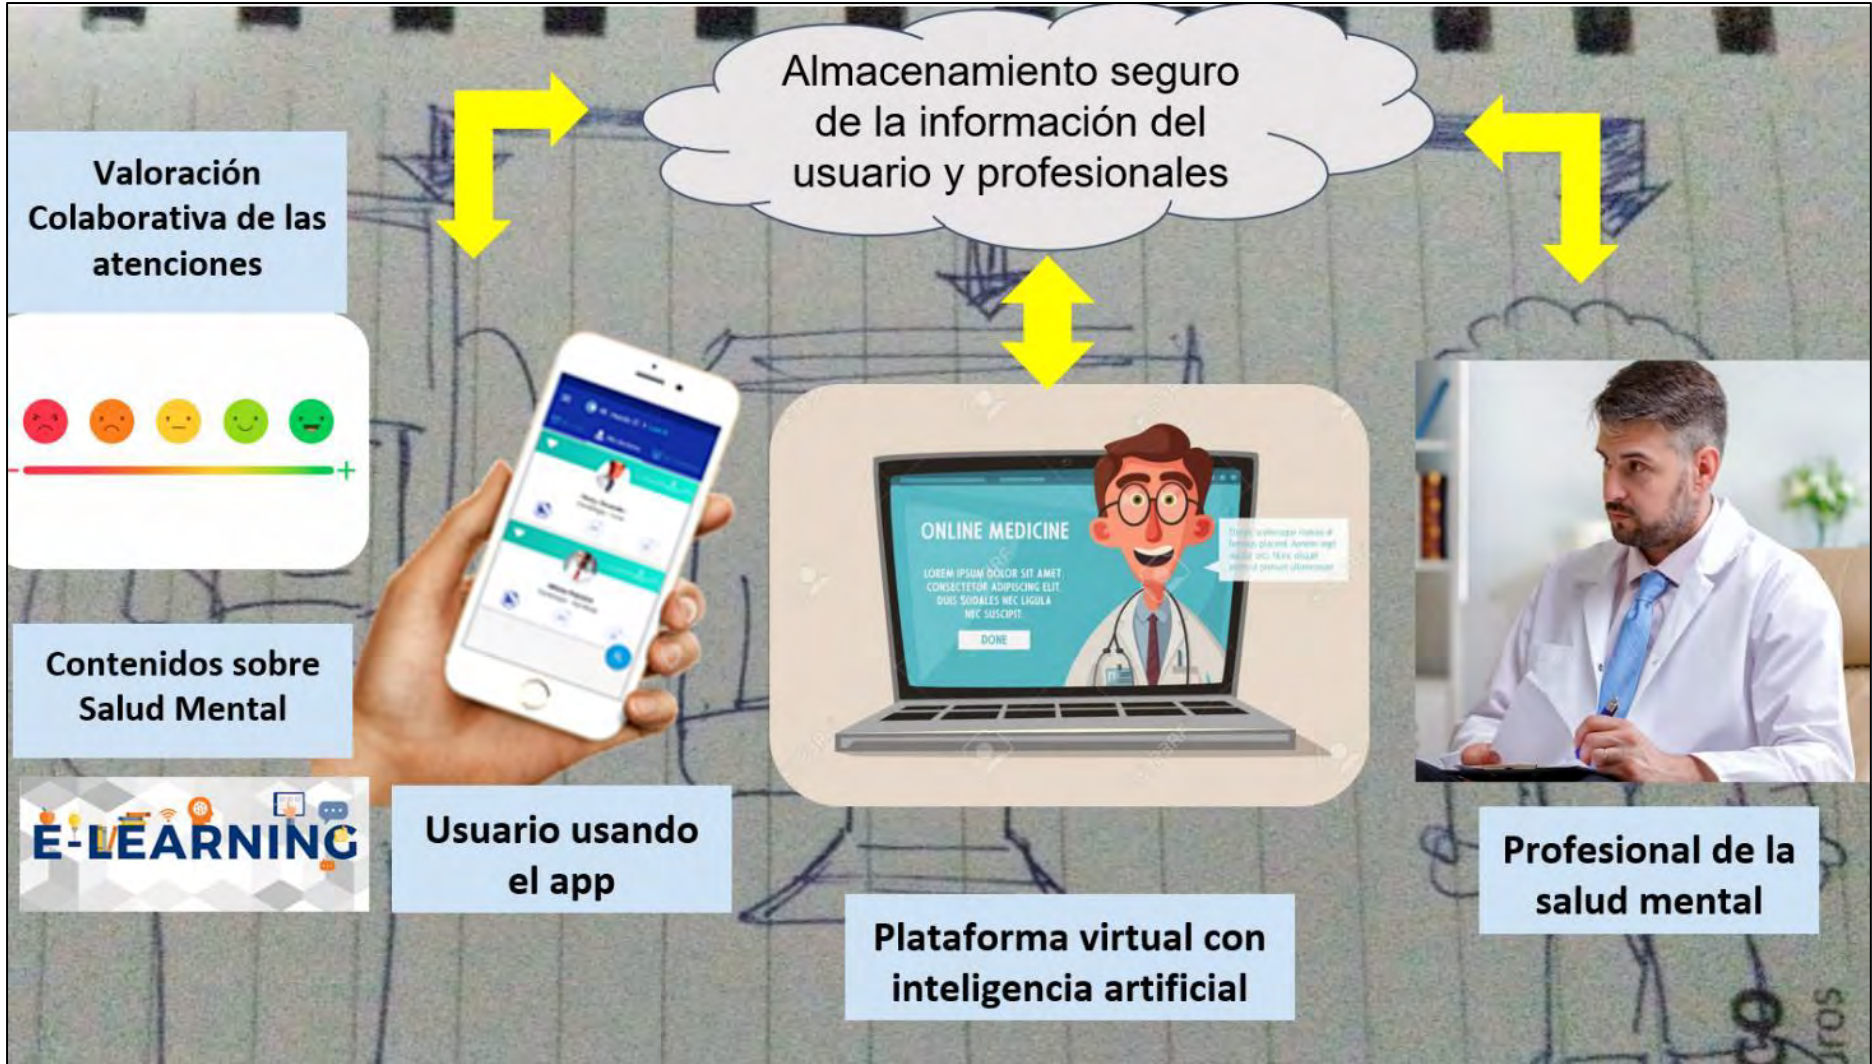 Almacenamiento seguro
de la información del
usuario y profesionales
Valoración
Colaborativa de las
atenciones
- +
Contenidos sobre
Salud Mental
E-LEARNING
Usuario usando
el app
ONLINE MEDICINE
LOREM IPSUM DOLOR SIT AMET
CONSECTETUR ADIPISCING ELIT
DUIS SODALES NEC LIGULA
NEC SUSCIPIT
DONE
Plataforma virtual con
inteligencia artificial
Profesional de la
salud mental